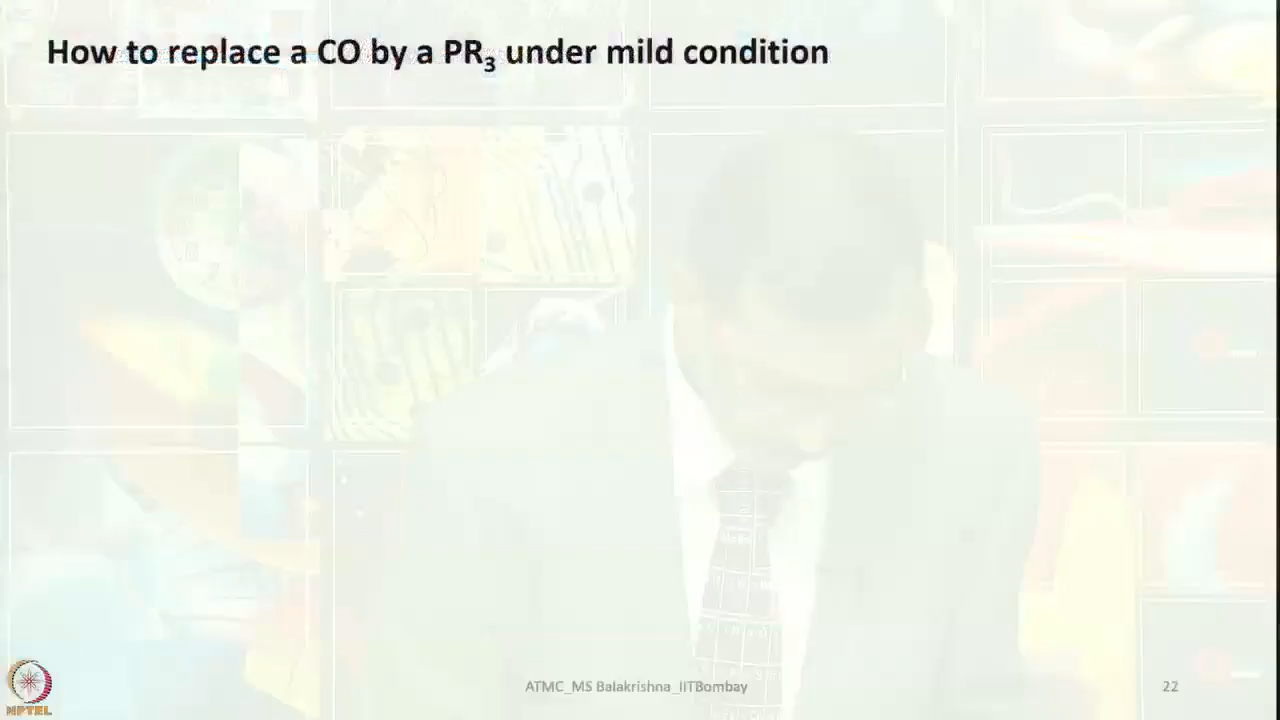 How to replace a CO by a PR₃ under mild condition
NPTEL
ATMC_MS Balakrishna_IITBombay
22